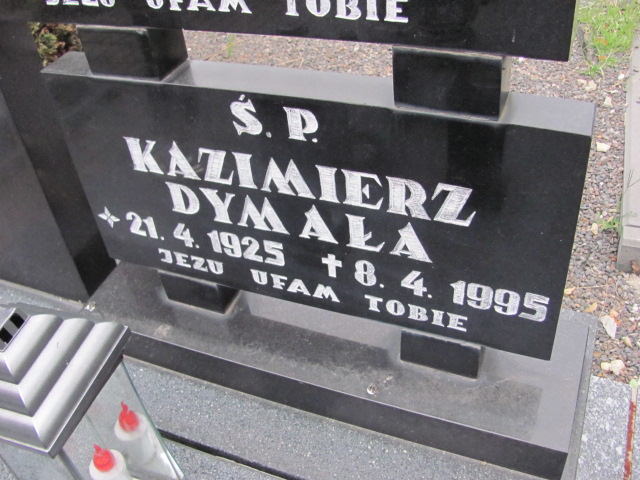 JEZU UFAM TOBIE
Ś. P.
KAZIMIERZ
DYMAŁA
21. 4. 1925 ✝ 8. 4. 1995
JEZU UFAM TOBIE